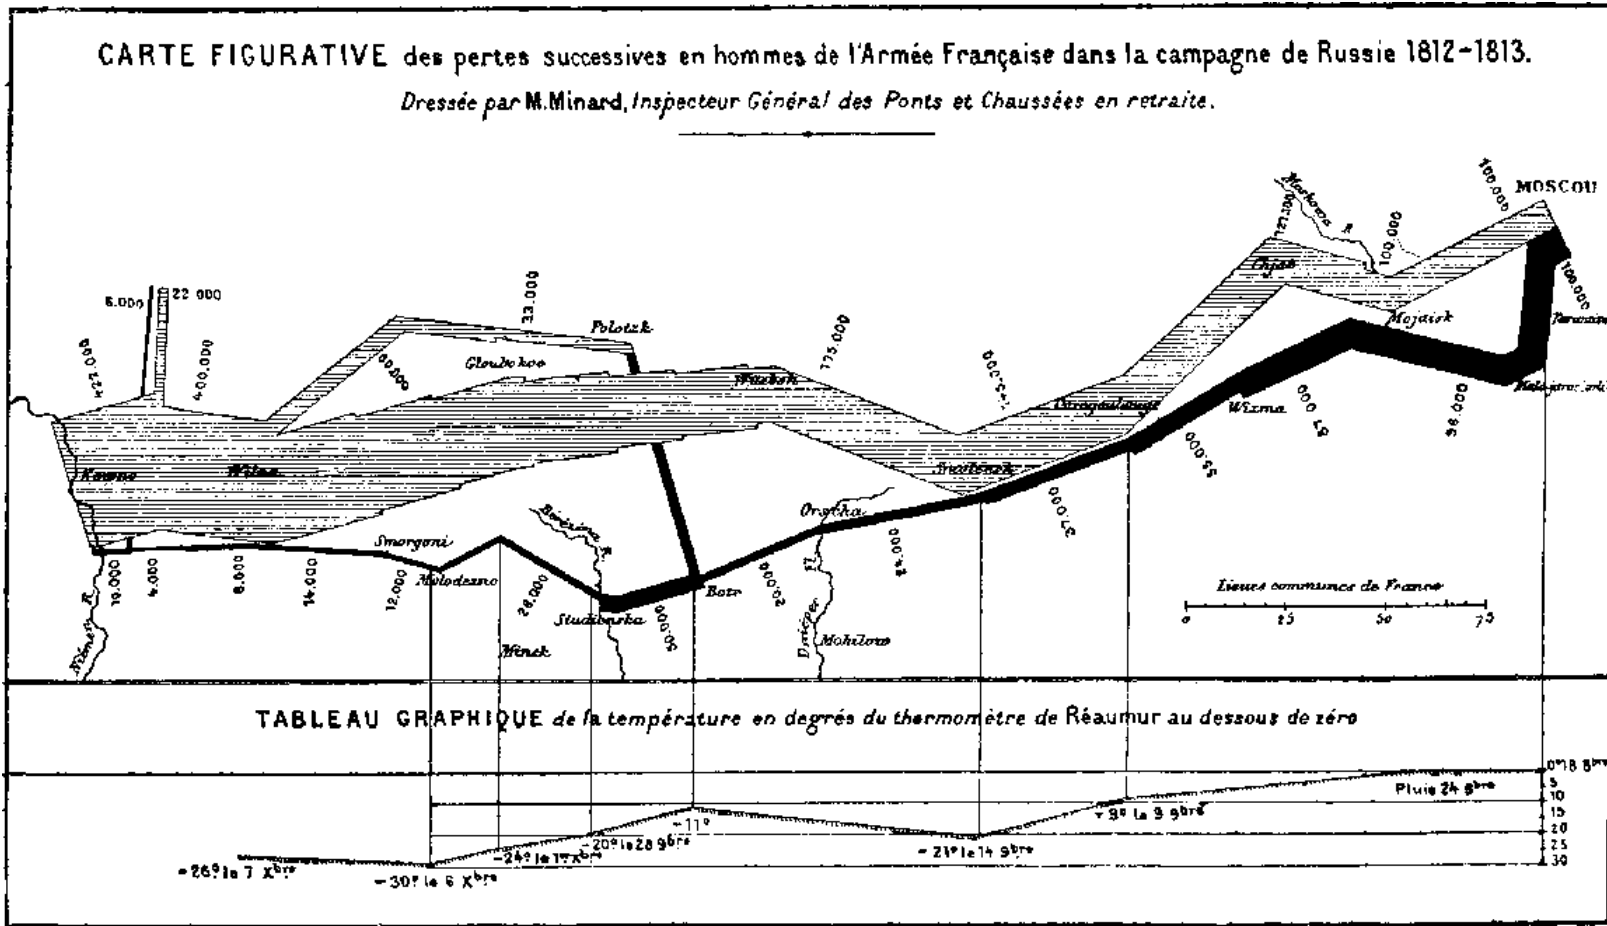 CARTE FIGURATIVE des pertes successives en hommes de l'Armée Française dans la campagne de Russie 1812-1813.
Dressée par M.Minard, Inspecteur Général des Ponts et Chaussées en retraite.
MOSCOU
100.000
Moskowa R.
100.000
100.000
Chjat
Mojaisk
6.000
22 000
33.000
Polotzk
Gloubokoe
422.000
400.000
175.000
Witebsk
Wizma
87.000
96.000
55.000
Kowno
Wilna
Smolensk
37.000
Orscha
24.000
Bérézina R.
Smorgoni
Molodezno
10.000
4.000
8.000
14.000
12.000
28.000
Studienska
50.000
Botr
20.000
Minsk
Niémen R.
Dniéper R.
Mohilow
Lieues communes de France
0 25 50 75
TABLEAU GRAPHIQUE de la température en degrés du thermomètre de Réaumur au dessous de zéro
5
Pluie 24 8bre
10
15
20
25
30
- 9° le 9 9bre
- 11°
- 20° le 28 9bre
- 21° le 14 9bre
- 24° le 1er Xbre
- 26° le 7 Xbre
- 30° le 6 Xbre